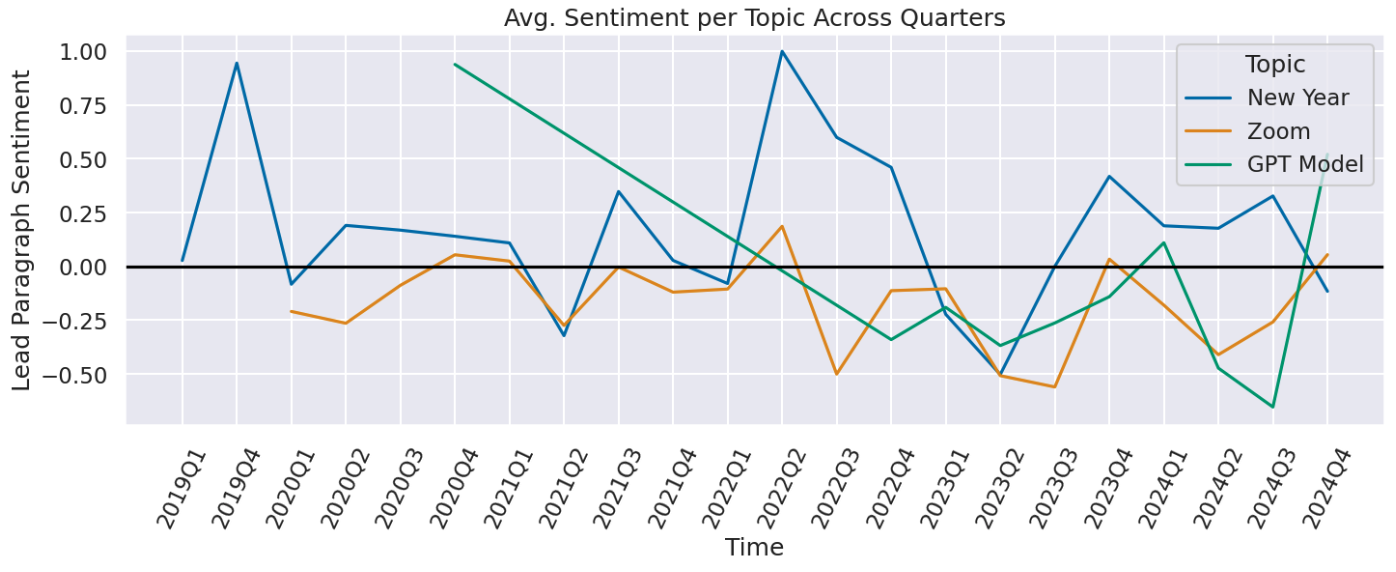 Avg. Sentiment per Topic Across Quarters
Lead Paragraph Sentiment
1.00
0.75
0.50
0.25
0.00
−0.25
−0.50
Topic
New Year
Zoom
GPT Model
2019Q1
2019Q4
2020Q1
2020Q2
2020Q3
2020Q4
2021Q1
2021Q2
2021Q3
2021Q4
2022Q1
2022Q2
2022Q3
2022Q4
2023Q1
2023Q2
2023Q3
2023Q4
2024Q1
2024Q2
2024Q3
2024Q4
Time